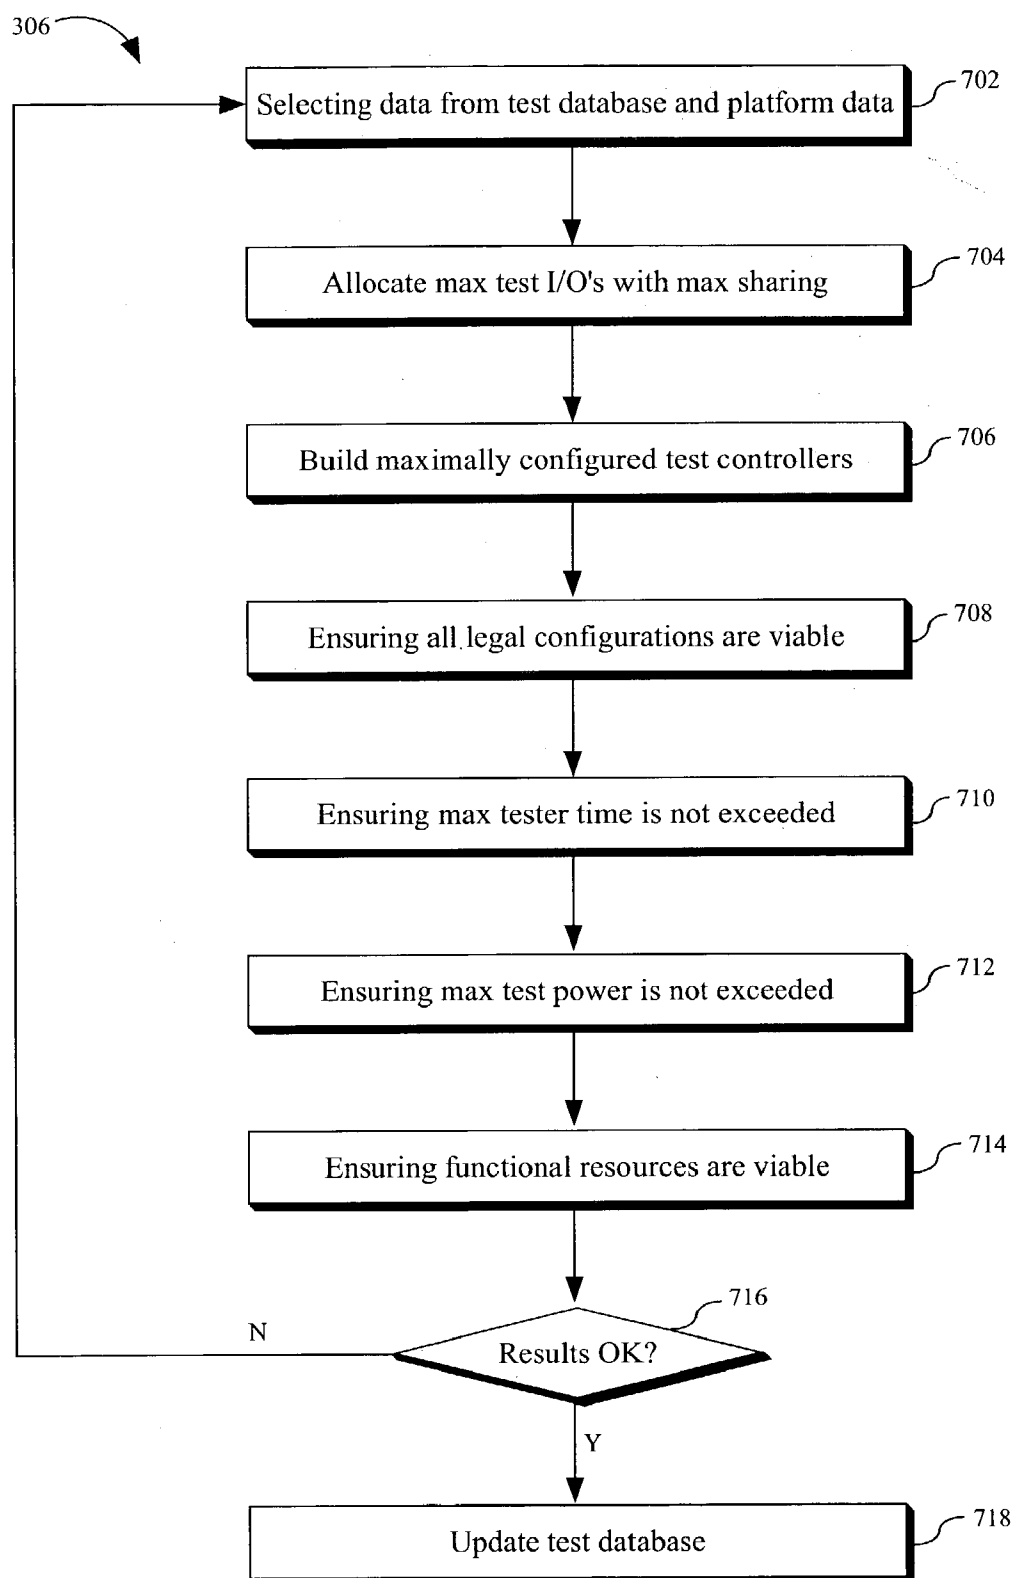 306
Selecting data from test database and platform data
702
Allocate max test I/O's with max sharing
704
Build maximally configured test controllers
706
Ensuring all legal configurations are viable
708
Ensuring max tester time is not exceeded
710
Ensuring max test power is not exceeded
712
Ensuring functional resources are viable
714
716
N
Results OK?
Y
Update test database
718